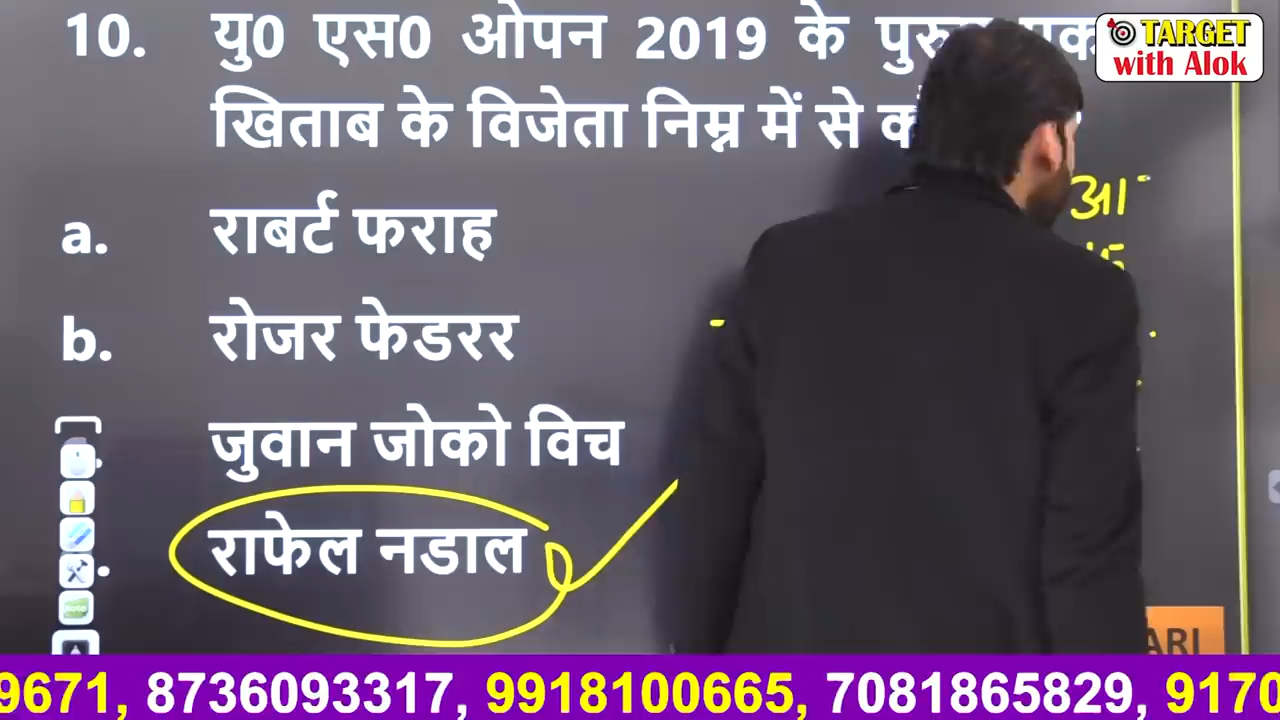 10. यु0 एस0 ओपन 2019 के
TARGET
with Alok
खिताब के विजेता निम्न में से
आ
a. राबर्ट फराह
b. रोजर फेडरर
जुवान जोको विच
राफेल नडाल
9671, 8736093317, 9918100665, 7081865829, 9170